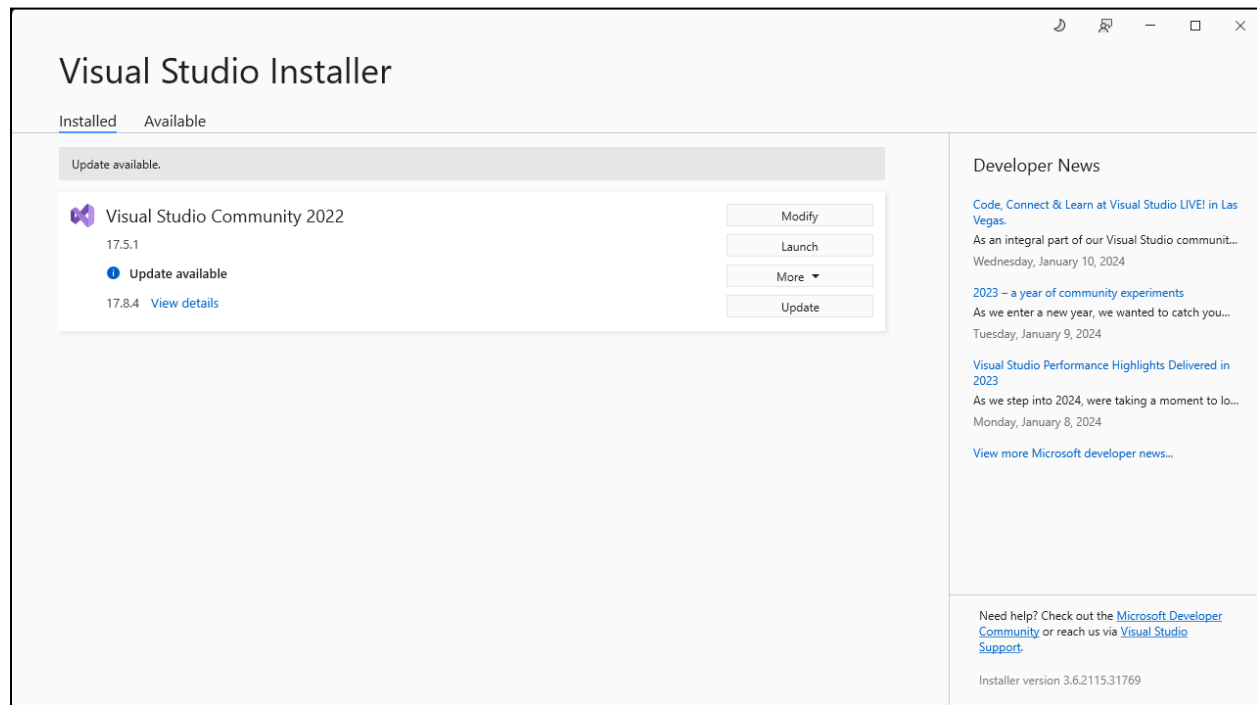 Visual Studio Installer
Installed Available
Update available.
Visual Studio Community 2022
17.5.1
Update available
17.8.4 View details
Modify
Launch
More
Update
Developer News
Code, Connect & Learn at Visual Studio LIVE! in Las
Vegas.
As an integral part of our Visual Studio communit...
Wednesday, January 10, 2024
2023 – a year of community experiments
As we enter a new year, we wanted to catch you...
Tuesday, January 9, 2024
Visual Studio Performance Highlights Delivered in
2023
As we step into 2024, were taking a moment to lo...
Monday, January 8, 2024
View more Microsoft developer news...
Need help? Check out the Microsoft Developer
Community or reach us via Visual Studio
Support.
Installer version 3.6.2115.31769